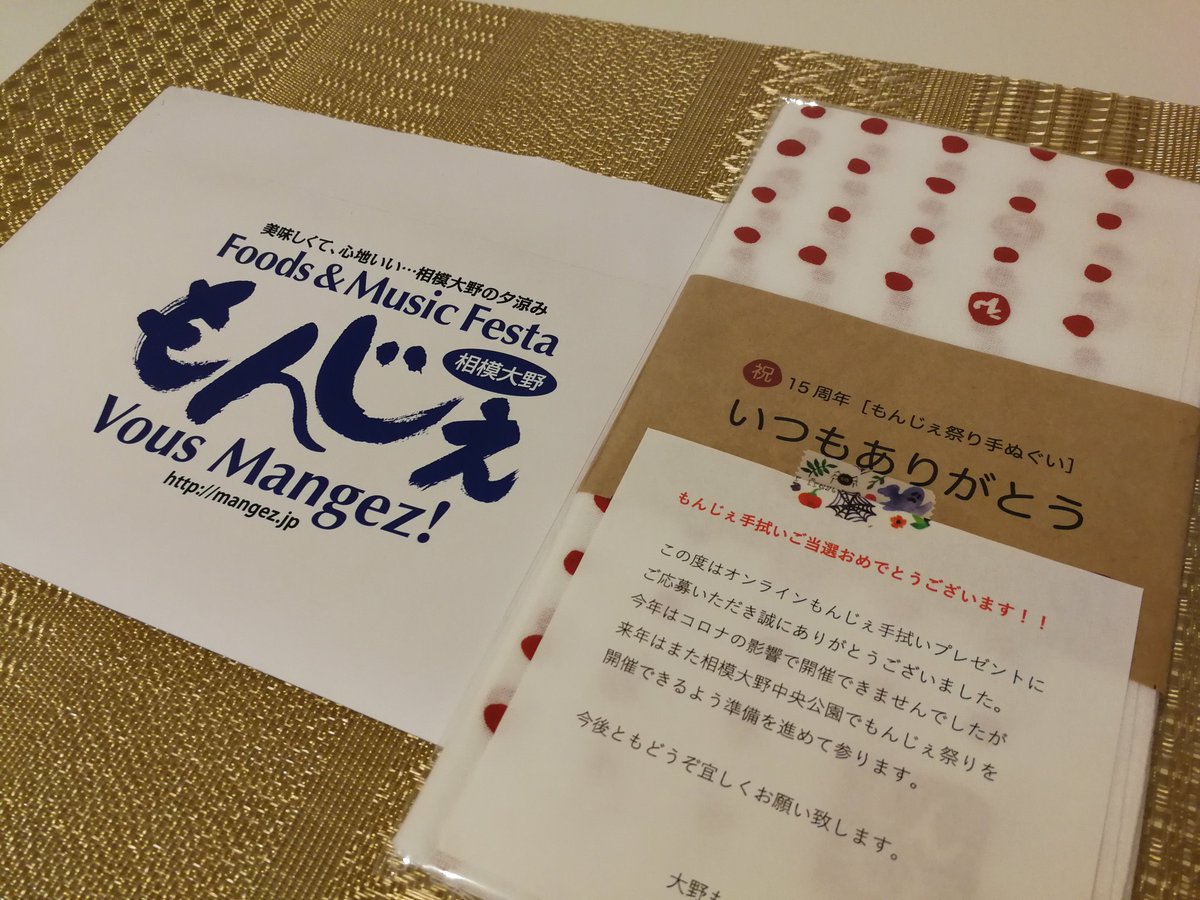 美味しくて、心地いい…相模大野の夕涼み
Foods & Music Festa
もんじぇ
相模大野
Vous Mangez!
http://mangez.jp
祝 15周年［もんじぇ祭り手ぬぐい］
いつもありがとう
もんじぇ手拭いご当選おめでとうございます！！
この度はオンラインもんじぇ手拭いプレゼントに
ご応募いただき誠にありがとうございました。
今年はコロナの影響で開催できませんでしたが
来年はまた相模大野中央公園でもんじぇ祭りを
開催できるよう準備を進めて参ります。
今後ともどうぞ宜しくお願い致します。
大野も